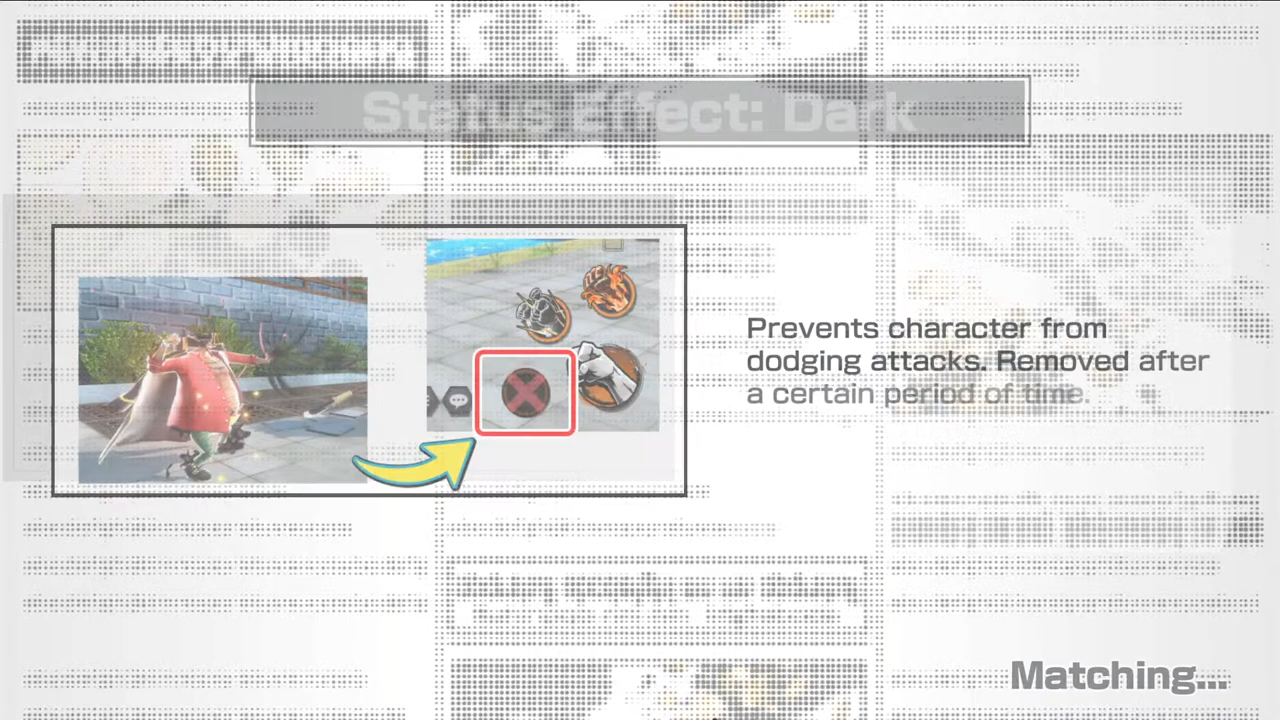 Status Effect: Dark
Prevents character from
dodging attacks. Removed after
a certain period of time.
Matching...